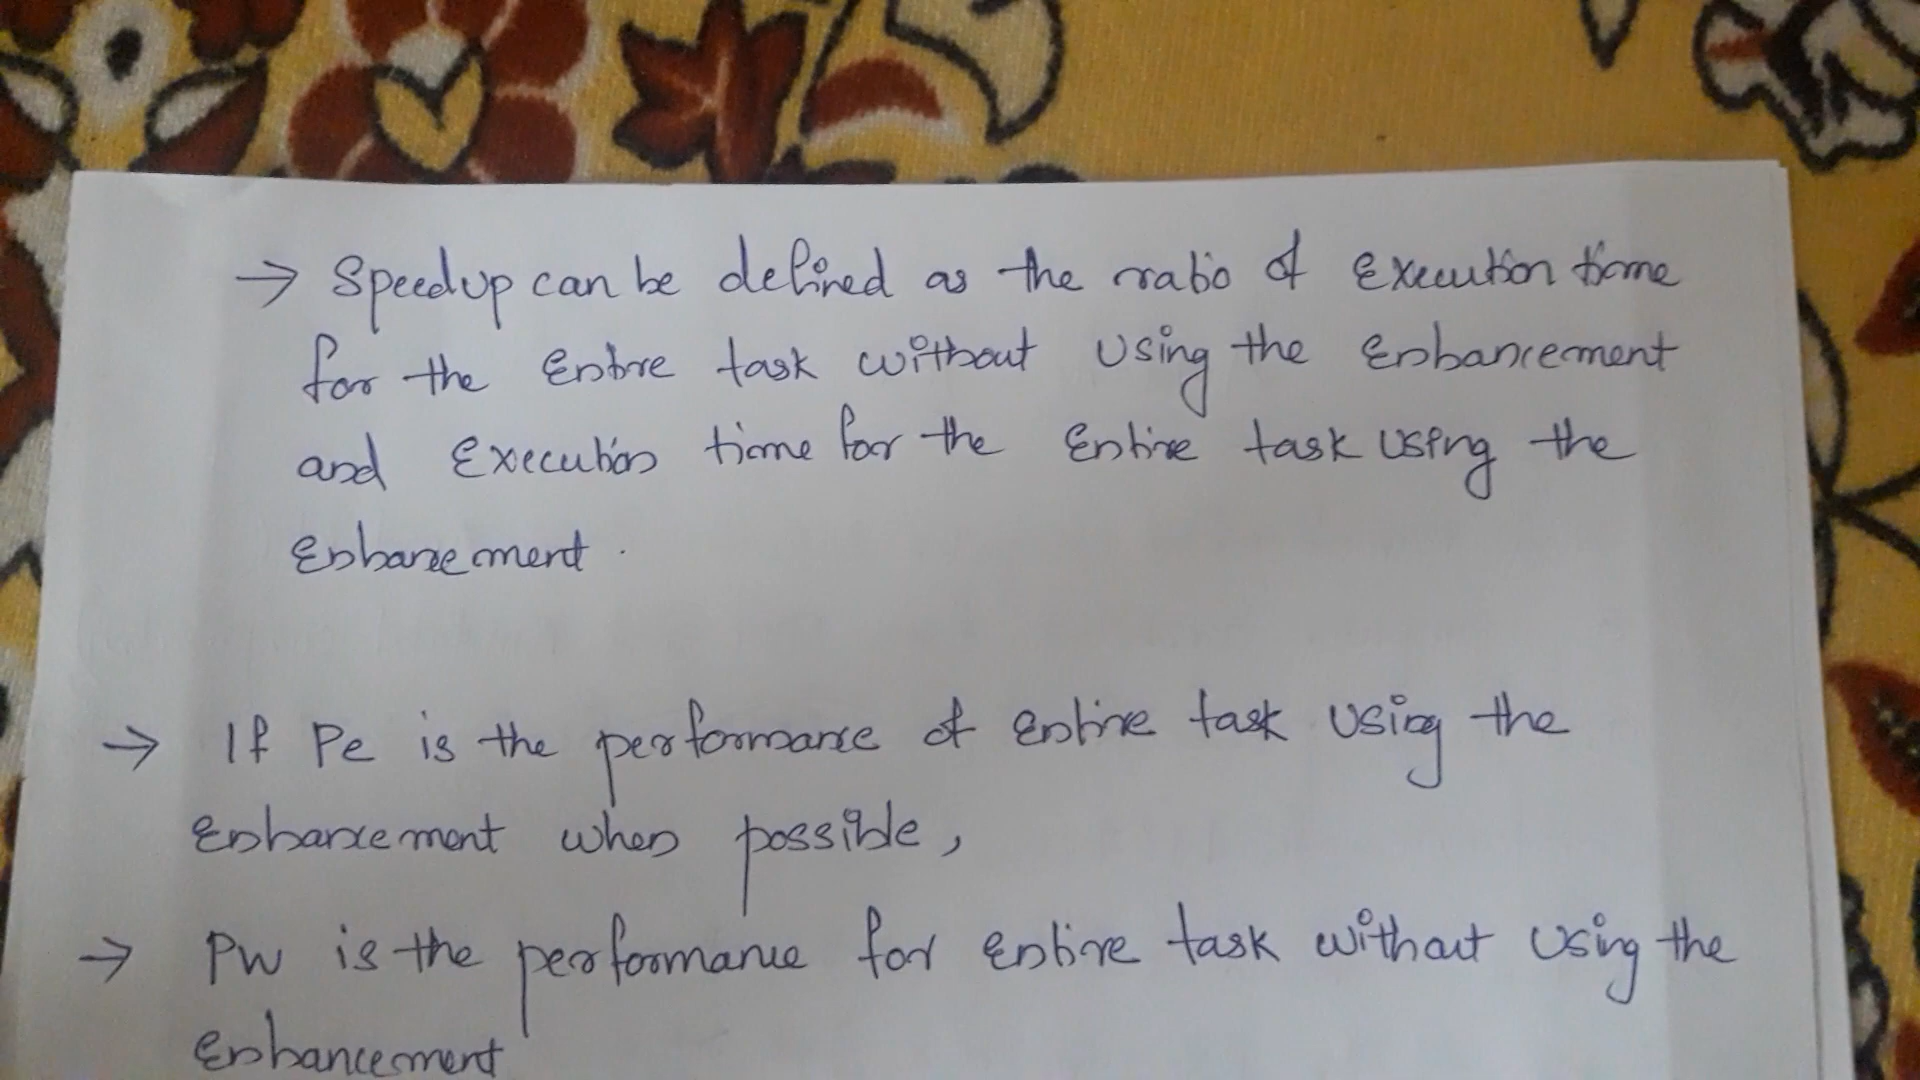 → Speedup can be defined as the ratio of Execution time
for the Entire task without Using the Enhancement
and Execution time for the Entire task Using the
Enhancement.
→ If Pe is the performance of Entire task Using the
Enhancement when possible,
→ Pw is the performance for Entire task without Using the
Enhancement